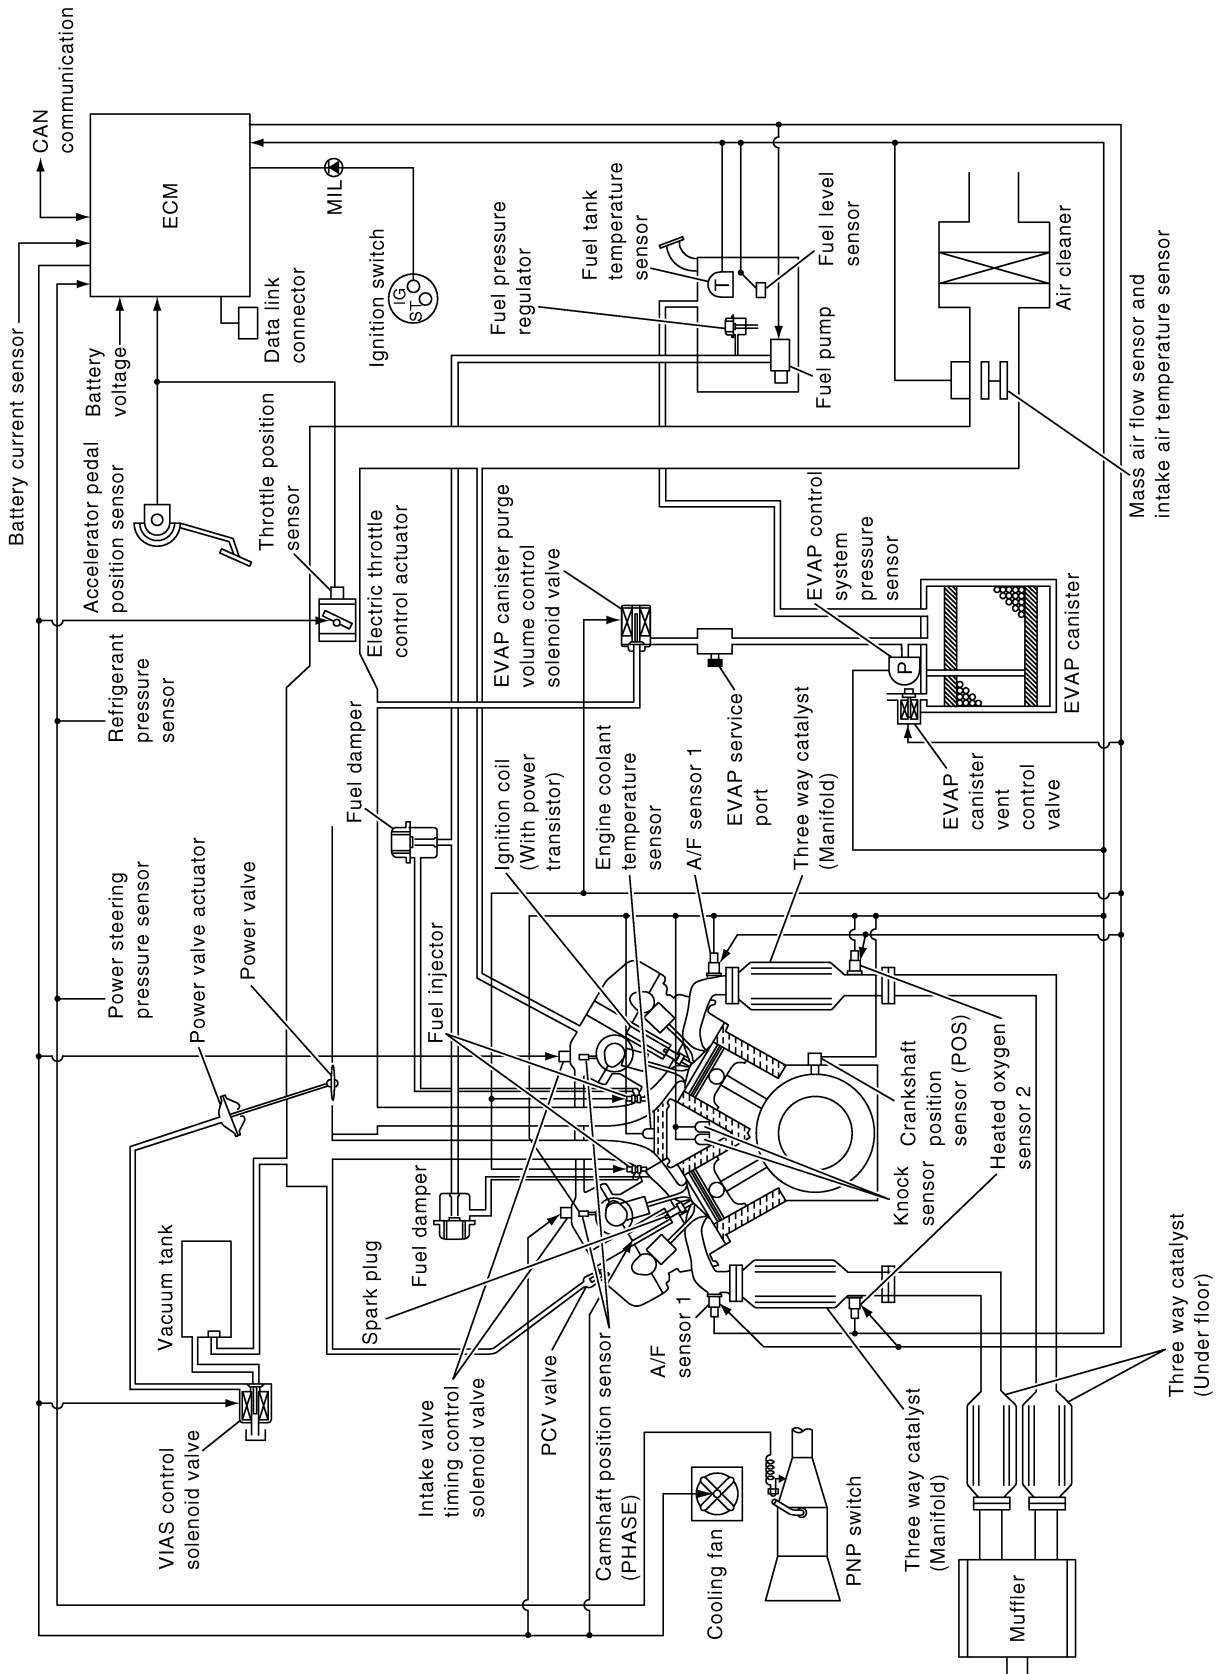 Battery current sensor
CAN
communication
ECM
Battery
voltage
Data link
connector
MIL
Ignition switch
IG
ST
Accelerator pedal
position sensor
Throttle position
sensor
Electric throttle
control actuator
Refrigerant
pressure
sensor
Power steering
pressure sensor
Power valve actuator
Power valve
Vacuum tank
VIAS control
solenoid valve
Fuel pressure
regulator
Fuel tank
temperature
sensor
T
Fuel level
sensor
Fuel pump
Air cleaner
Mass air flow sensor and
intake air temperature sensor
EVAP canister purge
volume control
solenoid valve
EVAP control
system
pressure
sensor
P
EVAP canister
EVAP service
port
EVAP
canister
vent
control
valve
Fuel damper
Ignition coil
(With power
transistor)
Engine coolant
temperature
sensor
A/F sensor 1
Three way catalyst
(Manifold)
Fuel injector
Fuel damper
Spark plug
Intake valve
timing control
solenoid valve
PCV valve
Camshaft position sensor
(PHASE)
A/F
sensor 1
Knock
sensor
Crankshaft
position
sensor (POS)
Heated oxygen
sensor 2
Three way catalyst
(Under floor)
Three way catalyst
(Manifold)
Cooling fan
PNP switch
Muffler